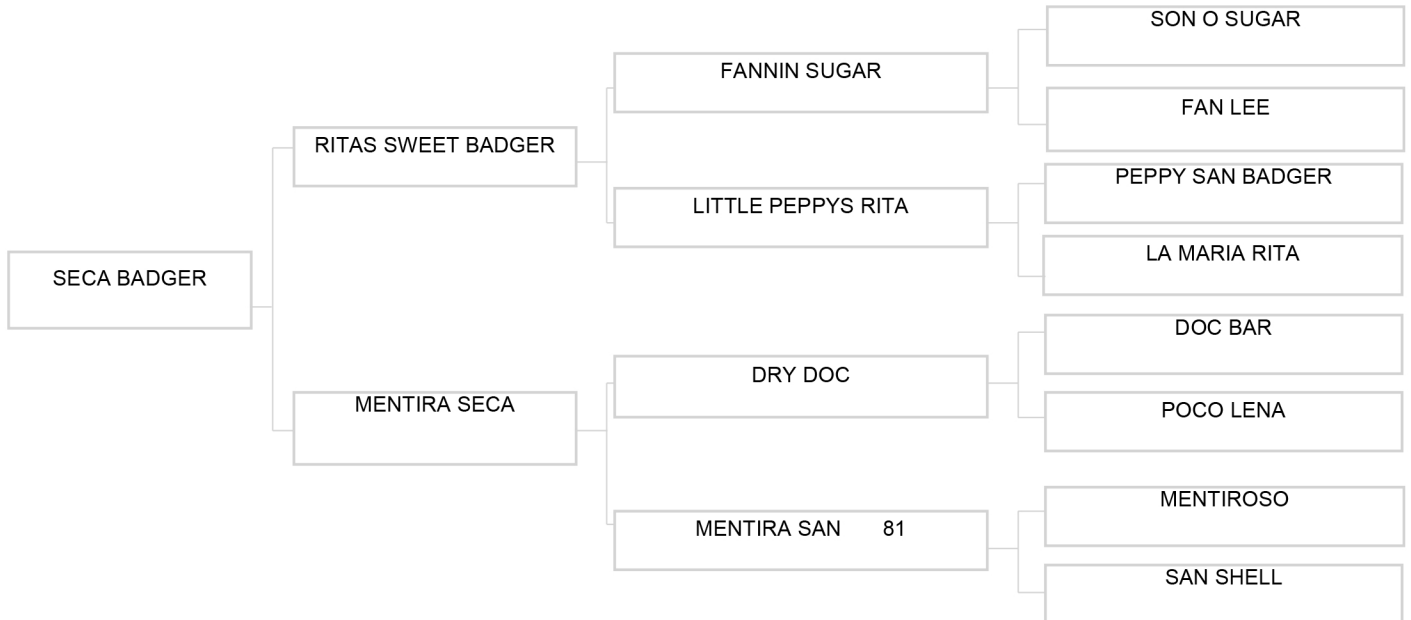 SON O SUGAR
FANNIN SUGAR
FAN LEE
RITAS SWEET BADGER
PEPPY SAN BADGER
LITTLE PEPPYS RITA
LA MARIA RITA
SECA BADGER
DOC BAR
DRY DOC
POCO LENA
MENTIRA SECA
MENTIROSO
MENTIRA SAN 81
SAN SHELL